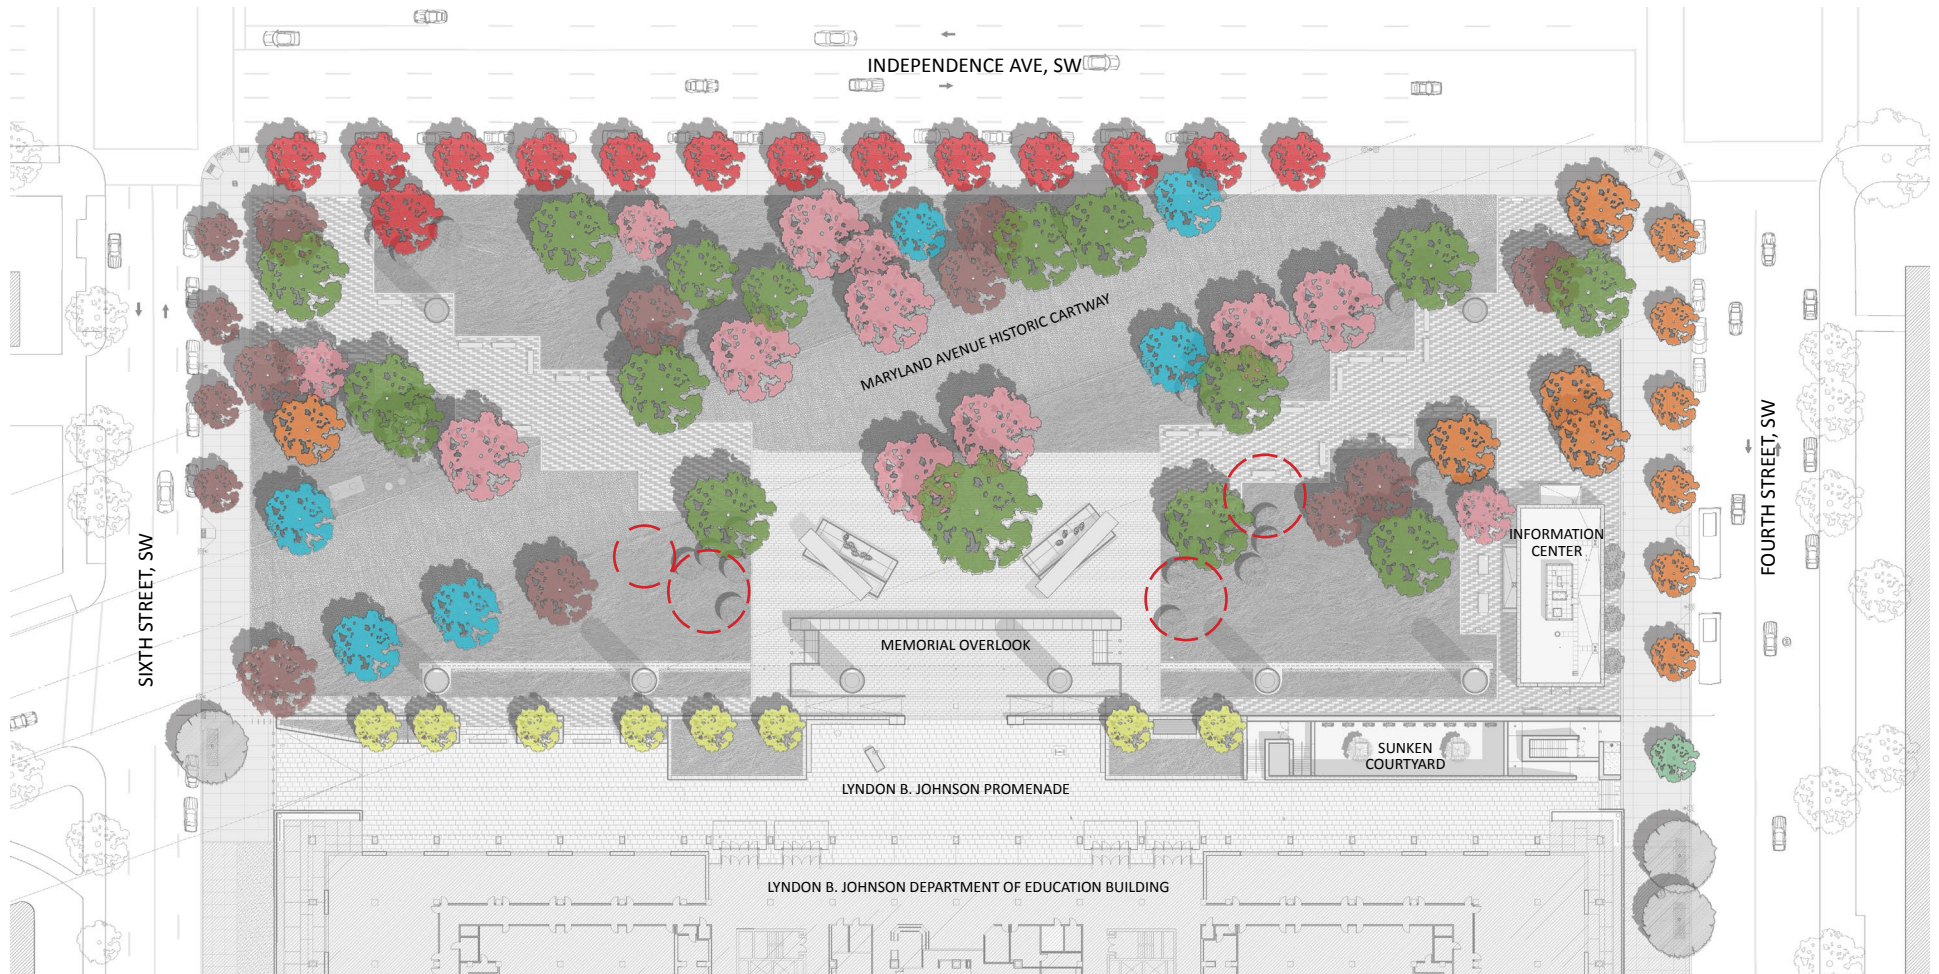 INDEPENDENCE AVE, SW
MARYLAND AVENUE HISTORIC CARTWAY
SIXTH STREET, SW
FOURTH STREET, SW
INFORMATION
CENTER
MEMORIAL OVERLOOK
SUNKEN
COURTYARD
LYNDON B. JOHNSON PROMENADE
LYNDON B. JOHNSON DEPARTMENT OF EDUCATION BUILDING